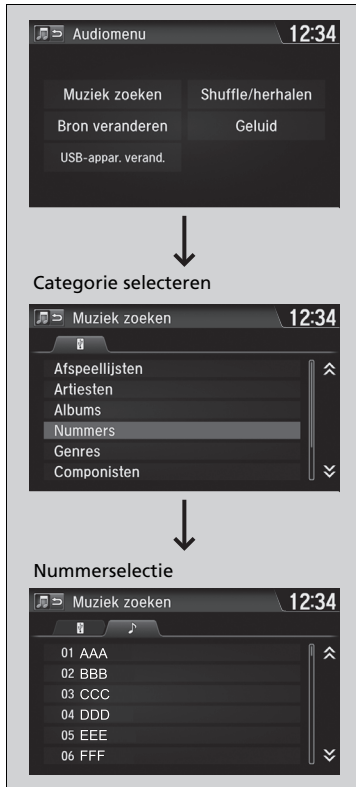 Audiomenu 12:34
Muziek zoeken Shuffle/herhalen
Bron veranderen Geluid
USB-appar. verand.
Categorie selecteren
Muziek zoeken 12:34
Afspeellijsten
Artiesten
Albums
Nummers
Genres
Componisten
Nummerselectie
Muziek zoeken 12:34
01 AAA
02 BBB
03 CCC
04 DDD
05 EEE
06 FFF